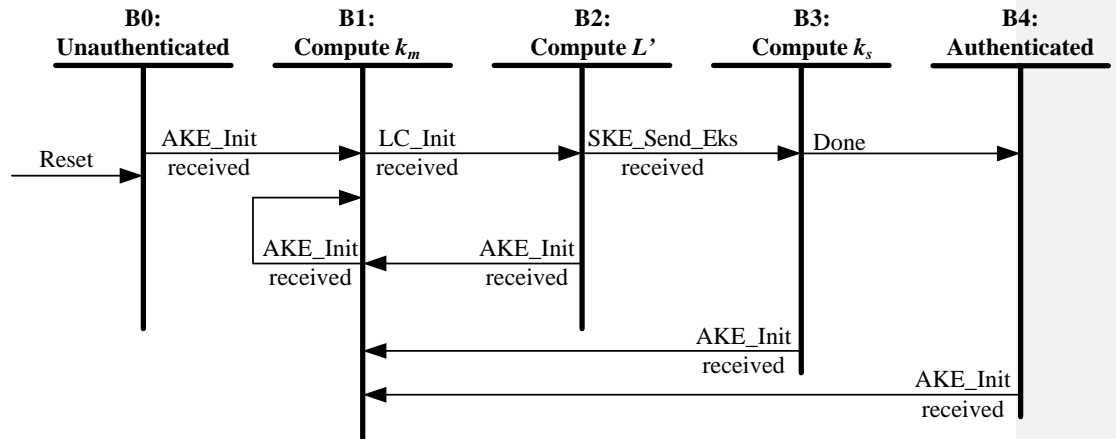 B0:
Unauthenticated
B1:
Compute km
B2:
Compute L’
B3:
Compute ks
B4:
Authenticated
Reset
AKE_Init
received
LC_Init
received
SKE_Send_Eks
received
Done
AKE_Init
received
AKE_Init
received
AKE_Init
received
AKE_Init
received